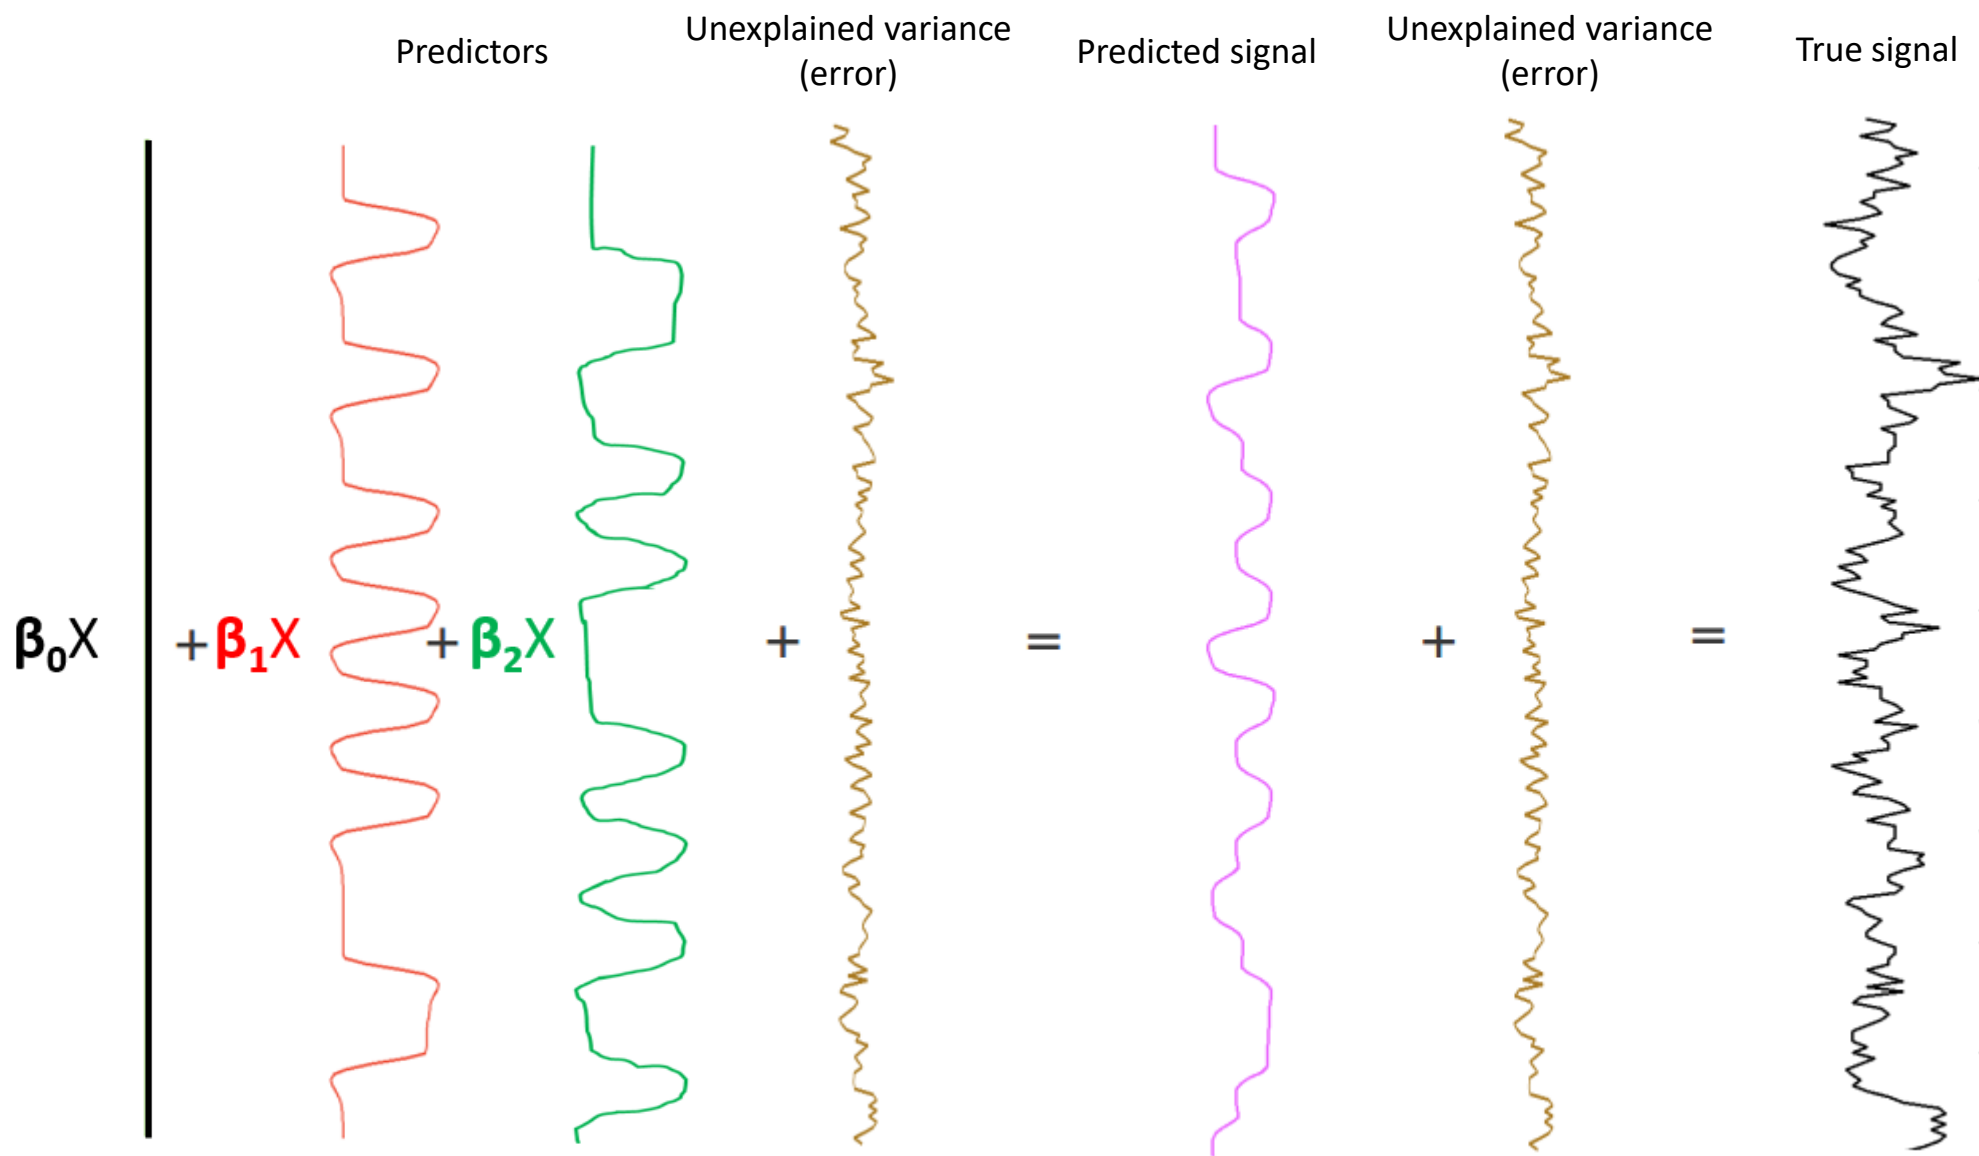 Predictors
Unexplained variance
(error)
Predicted signal
Unexplained variance
(error)
True signal
β₀X +β₁X +β₂X + = + =